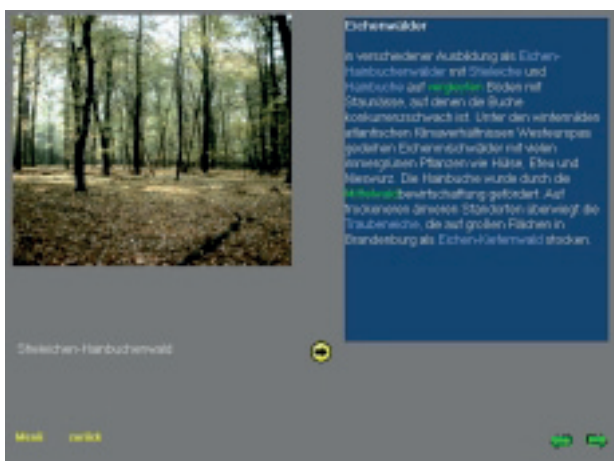 Eichenwälder
in verschiedener Ausbildung als Eichen-
Hainbuchenwälder mit Stieleiche und
Hainbuche auf vergleyten Böden mit
Staunässe, auf denen die Buche
konkurrenzschwach ist. Unter den wintermilden
atlantischen Klimaverhältnissen Westeuropas
gedeihen Eichenmischwälder mit vielen
immergrünen Pflanzen wie Hülse, Efeu und
Nieswurz. Die Hainbuche wurde durch die
Mittelwaldbewirtschaftung gefördert. Auf
trockeneren ärmeren Standorten überwiegt die
Traubeneiche, die auf großen Flächen in
Brandenburg als Eichen-Kiefernwald stocken.
Stieleichen-Hainbuchenwald
Menü zurück